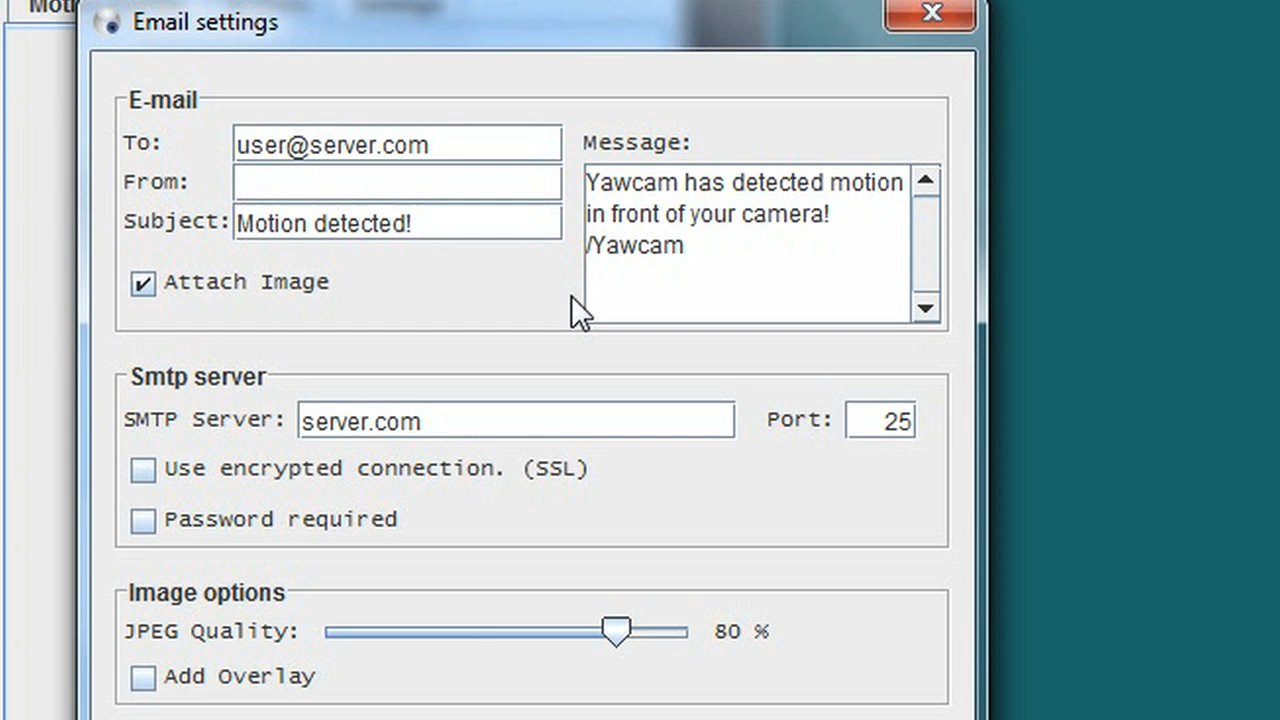 Email settings
E-mail
To: user@server.com
From:
Subject: Motion detected!
Attach Image
Message:
Yawcam has detected motion
in front of your camera!
/Yawcam
Smtp server
SMTP Server: server.com Port: 25
Use encrypted connection. (SSL)
Password required
Image options
JPEG Quality: 80 %
Add Overlay